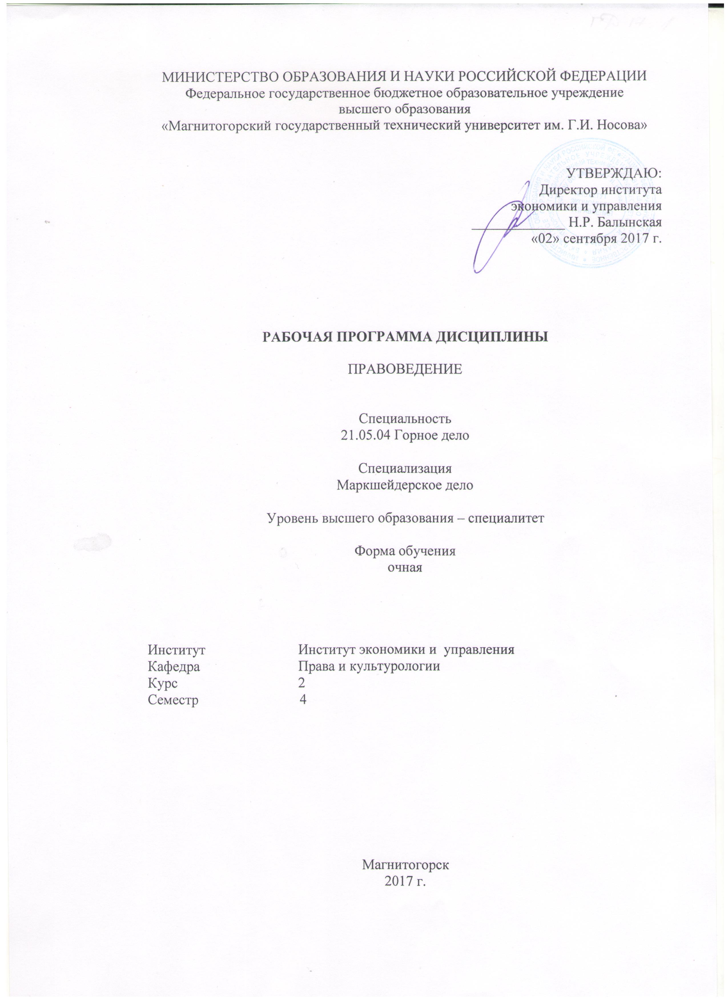 МИНИСТЕРСТВО ОБРАЗОВАНИЯ И НАУКИ РОССИЙСКОЙ ФЕДЕРАЦИИ
Федеральное государственное бюджетное образовательное учреждение
высшего образования
«Магнитогорский государственный технический университет им. Г.И. Носова»
УТВЕРЖДАЮ:
Директор института
экономики и управления
_____________ Н.Р. Балынская
«02» сентября 2017 г.
РАБОЧАЯ ПРОГРАММА ДИСЦИПЛИНЫ
ПРАВОВЕДЕНИЕ
Специальность
21.05.04 Горное дело
Специализация
Маркшейдерское дело
Уровень высшего образования – специалитет
Форма обучения
очная
Институт Институт экономики и управления
Кафедра Права и культурологии
Курс 2
Семестр 4
Магнитогорск
2017 г.